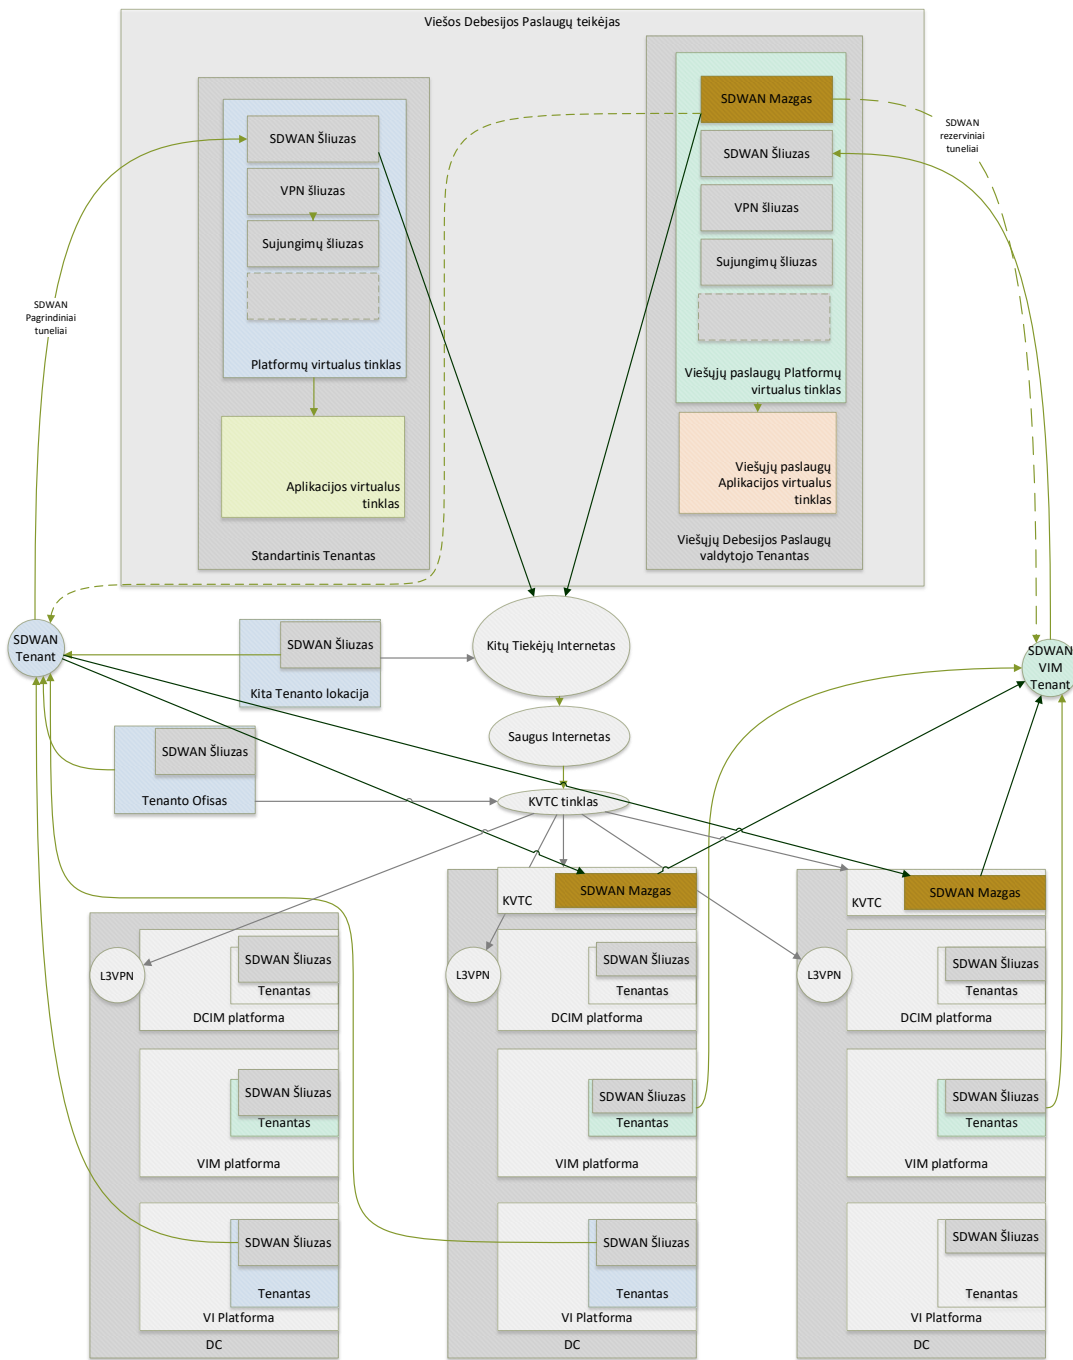 Viešos Debesijos Paslaugų teikėjas
SDWAN Šliuzas
VPN šliuzas
Sujungimų šliuzas
Platformų virtualus tinklas
Aplikacijos virtualus
tinklas
Standartinis Tenantas
SDWAN Mazgas
SDWAN Šliuzas
VPN šliuzas
Sujungimų šliuzas
Viešųjų paslaugų Platformų
virtualus tinklas
Viešųjų paslaugų
Aplikacijos virtualus
tinklas
Viešųjų Debesijos Paslaugų
valdytojo Tenantas
SDWAN
rezerviniai
tuneliai
SDWAN
Pagrindiniai
tuneliai
SDWAN
Tenant
SDWAN Šliuzas
Kita Tenanto lokacija
Kitų Tiekėjų Internetas
SDWAN
VIM
Tenant
SDWAN Šliuzas
Tenanto Ofisas
Saugus Internetas
KVTC tinklas
L3VPN
SDWAN Šliuzas
Tenantas
DCIM platforma
SDWAN Šliuzas
Tenantas
VIM platforma
SDWAN Šliuzas
Tenantas
VI Platforma
DC
KVTC
SDWAN Mazgas
L3VPN
SDWAN Šliuzas
Tenantas
DCIM platforma
SDWAN Šliuzas
Tenantas
VIM platforma
SDWAN Šliuzas
Tenantas
VI Platforma
DC
KVTC
SDWAN Mazgas
L3VPN
SDWAN Šliuzas
Tenantas
DCIM platforma
SDWAN Šliuzas
Tenantas
VIM platforma
SDWAN Šliuzas
Tenantas
VI Platforma
DC